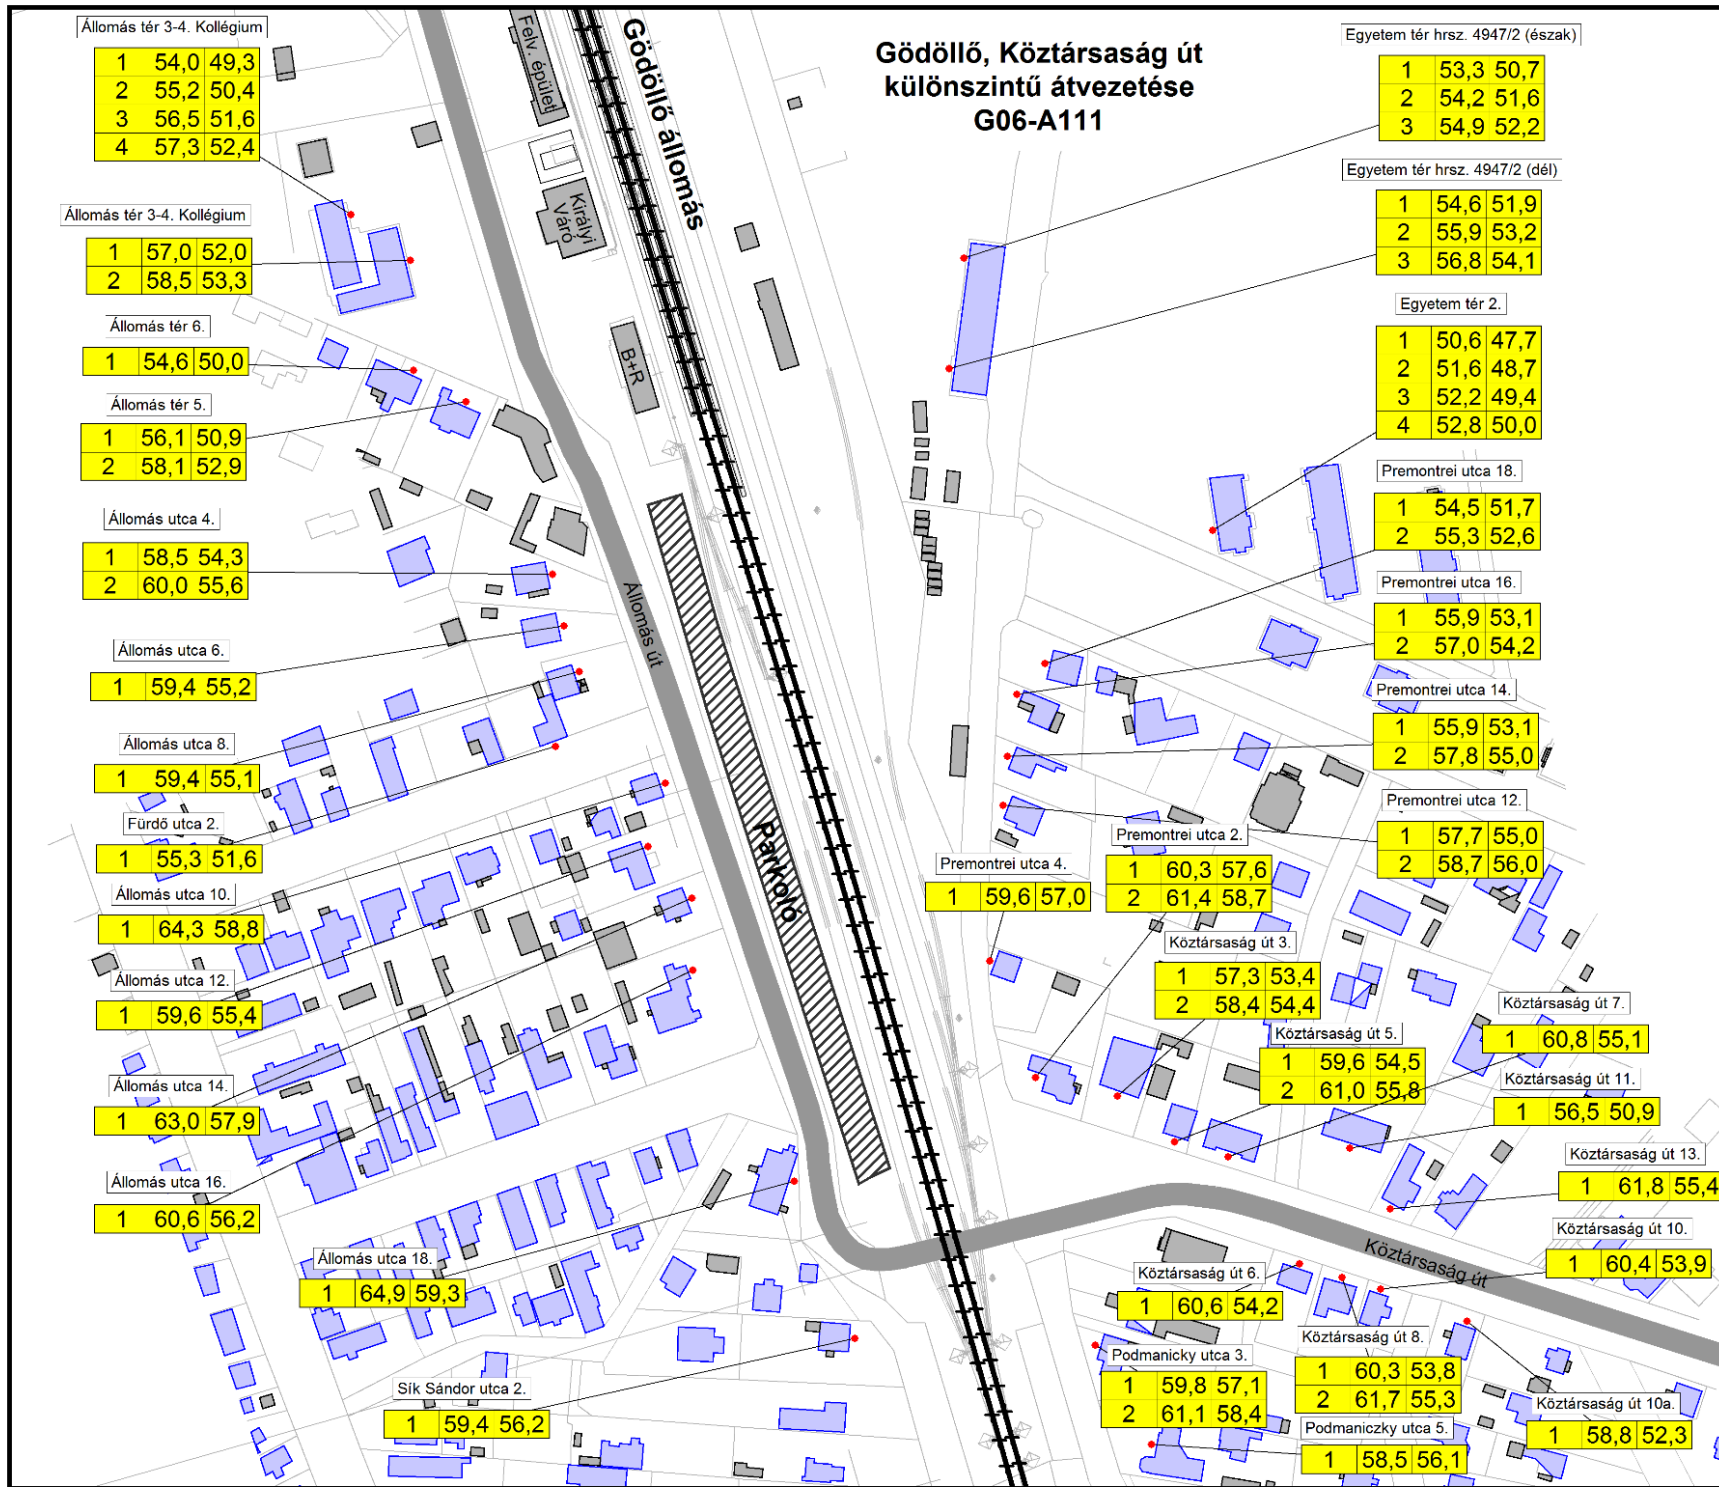 Gödöllő, Köztársaság út
különszintű átvezetése
G06-A111
Állomás tér 3-4. Kollégium
1 54,0 49,3
2 55,2 50,4
3 56,5 51,6
4 57,3 52,4
Állomás tér 3-4. Kollégium
1 57,0 52,0
2 58,5 53,3
Állomás tér 6.
1 54,6 50,0
Állomás tér 5.
1 56,1 50,9
2 58,1 52,9
Állomás utca 4.
1 58,5 54,3
2 60,0 55,6
Állomás utca 6.
1 59,4 55,2
Állomás utca 8.
1 59,4 55,1
Fürdő utca 2.
1 55,3 51,6
Állomás utca 10.
1 64,3 58,8
Állomás utca 12.
1 59,6 55,4
Állomás utca 14.
1 63,0 57,9
Állomás utca 16.
1 60,6 56,2
Állomás utca 18.
1 64,9 59,3
Sík Sándor utca 2.
1 59,4 56,2
Felv. épület
Gödöllő állomás
Királyi
Váró
B+R
Állomás út
Parkoló
Köztársaság út
Egyetem tér hrsz. 4947/2 (észak)
1 53,3 50,7
2 54,2 51,6
3 54,9 52,2
Egyetem tér hrsz. 4947/2 (dél)
1 54,6 51,9
2 55,9 53,2
3 56,8 54,1
Egyetem tér 2.
1 50,6 47,7
2 51,6 48,7
3 52,2 49,4
4 52,8 50,0
Premontrei utca 18.
1 54,5 51,7
2 55,3 52,6
Premontrei utca 16.
1 55,9 53,1
2 57,0 54,2
Premontrei utca 14.
1 55,9 53,1
2 57,8 55,0
Premontrei utca 12.
1 57,7 55,0
2 58,7 56,0
Premontrei utca 2.
1 60,3 57,6
2 61,4 58,7
Premontrei utca 4.
1 59,6 57,0
Köztársaság út 3.
1 57,3 53,4
2 58,4 54,4
Köztársaság út 5.
1 59,6 54,5
2 61,0 55,8
Köztársaság út 7.
1 60,8 55,1
Köztársaság út 11.
1 56,5 50,9
Köztársaság út 13.
1 61,8 55,4
Köztársaság út 10.
1 60,4 53,9
Köztársaság út 6.
1 60,6 54,2
Köztársaság út 8.
1 60,3 53,8
2 61,7 55,3
Podmanicky utca 3.
1 59,8 57,1
2 61,1 58,4
Köztársaság út 10a.
1 58,8 52,3
Podmaniczky utca 5.
1 58,5 56,1